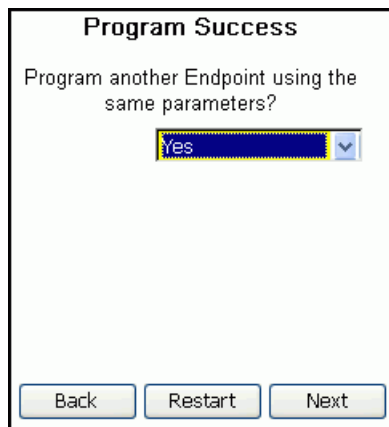 Program Success
Program another Endpoint using the
same parameters?
Yes
Back Restart Next